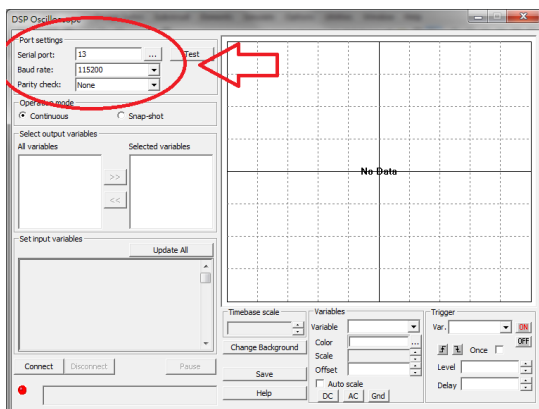 DSP Oscilloscope
Port settings
Serial port: 13 ... Test
Baud rate: 115200
Parity check: None
Operation mode
Continuous Snap-shot
Select output variables
All variables Selected variables
>>
<<
Set input variables
Update All
Connect Disconnect Pause
No Data
Timebase scale
Change Background
Save
Help
Variables
Variable
Color ...
Scale
Offset
Auto scale
DC AC Gnd
Trigger
Var. ON
OFF
Once
Level
Delay